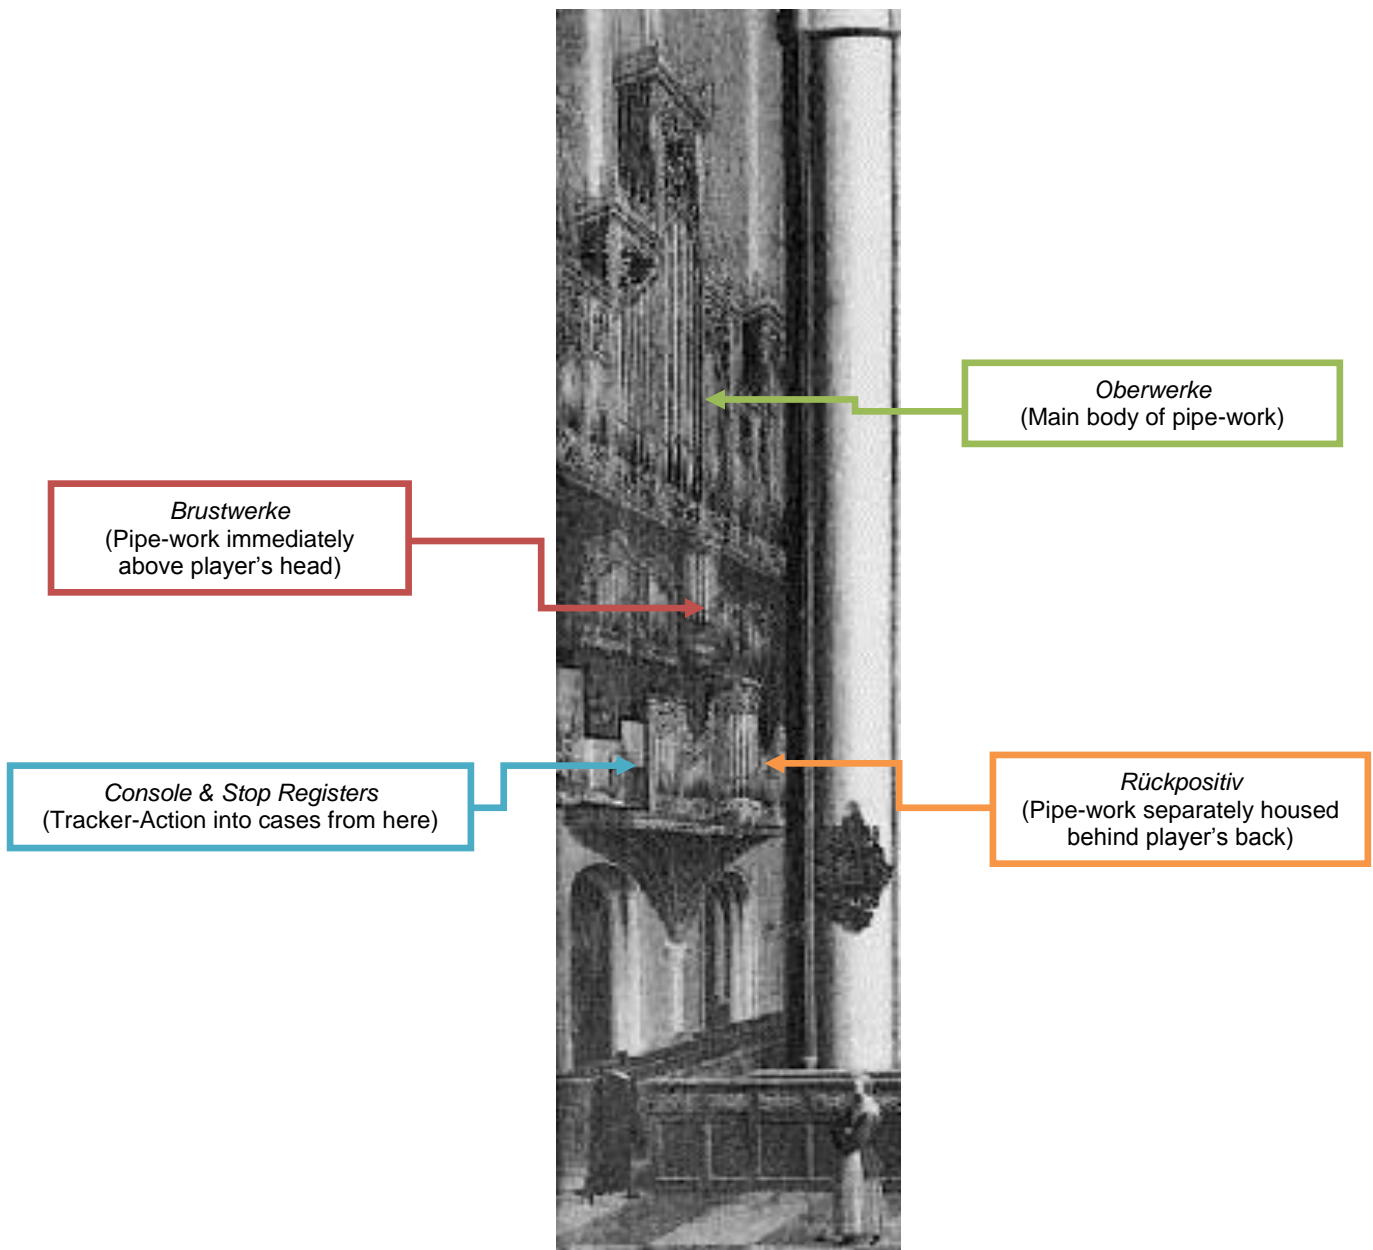 Oberwerke
(Main body of pipe-work)
Brustwerke
(Pipe-work immediately
above player’s head)
Console & Stop Registers
(Tracker-Action into cases from here)
Rückpositiv
(Pipe-work separately housed
behind player’s back)